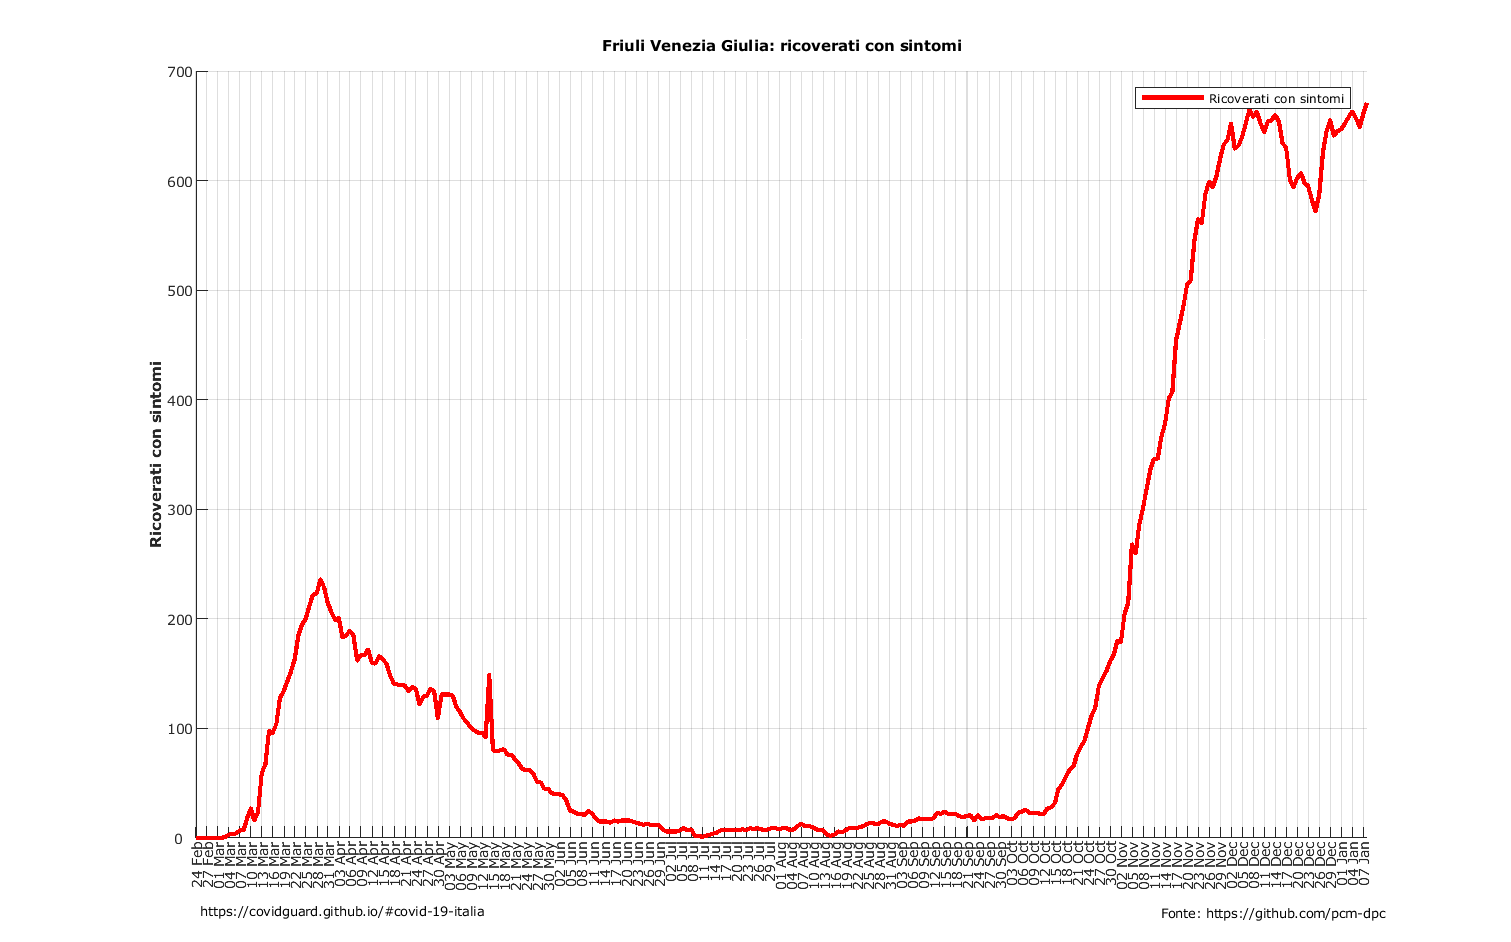 Friuli Venezia Giulia: ricoverati con sintomi
Ricoverati con sintomi
Ricoverati con sintomi
700
600
500
400
300
200
100
0
24 Feb
27 Feb
01 Mar
04 Mar
07 Mar
10 Mar
13 Mar
16 Mar
19 Mar
22 Mar
25 Mar
28 Mar
31 Mar
03 Apr
06 Apr
09 Apr
12 Apr
15 Apr
18 Apr
21 Apr
24 Apr
27 Apr
30 Apr
03 May
06 May
09 May
12 May
15 May
18 May
21 May
24 May
27 May
30 May
02 Jun
05 Jun
08 Jun
11 Jun
14 Jun
17 Jun
20 Jun
23 Jun
26 Jun
29 Jun
02 Jul
05 Jul
08 Jul
11 Jul
14 Jul
17 Jul
20 Jul
23 Jul
26 Jul
29 Jul
01 Aug
04 Aug
07 Aug
10 Aug
13 Aug
16 Aug
19 Aug
22 Aug
25 Aug
28 Aug
31 Aug
03 Sep
06 Sep
09 Sep
12 Sep
15 Sep
18 Sep
21 Sep
24 Sep
27 Sep
30 Sep
03 Oct
06 Oct
09 Oct
12 Oct
15 Oct
18 Oct
21 Oct
24 Oct
27 Oct
30 Oct
02 Nov
05 Nov
08 Nov
11 Nov
14 Nov
17 Nov
20 Nov
23 Nov
26 Nov
29 Nov
02 Dec
05 Dec
08 Dec
11 Dec
14 Dec
17 Dec
20 Dec
23 Dec
26 Dec
29 Dec
01 Jan
04 Jan
07 Jan
https://covidguard.github.io/#covid-19-italia
Fonte: https://github.com/pcm-dpc